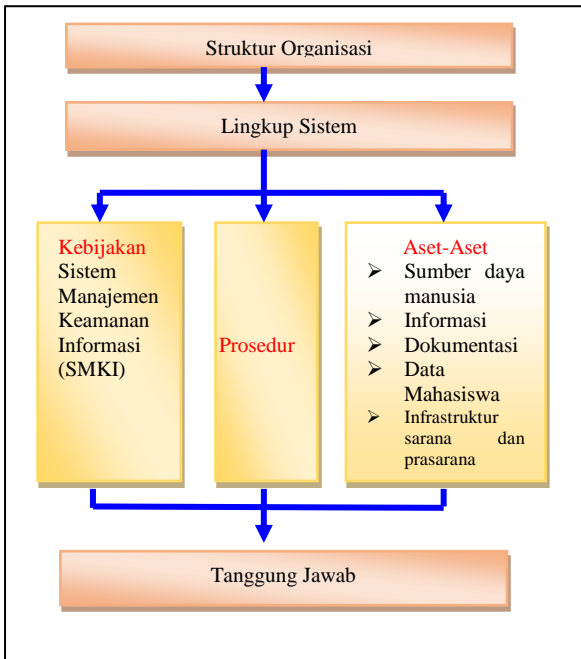 Struktur Organisasi
Lingkup Sistem
Kebijakan
Sistem
Manajemen
Keamanan
Informasi
(SMKI)
Prosedur
Aset-Aset
➢ Sumber daya
manusia
➢ Informasi
➢ Dokumentasi
➢ Data
Mahasiswa
➢ Infrastruktur
sarana dan
prasarana
Tanggung Jawab